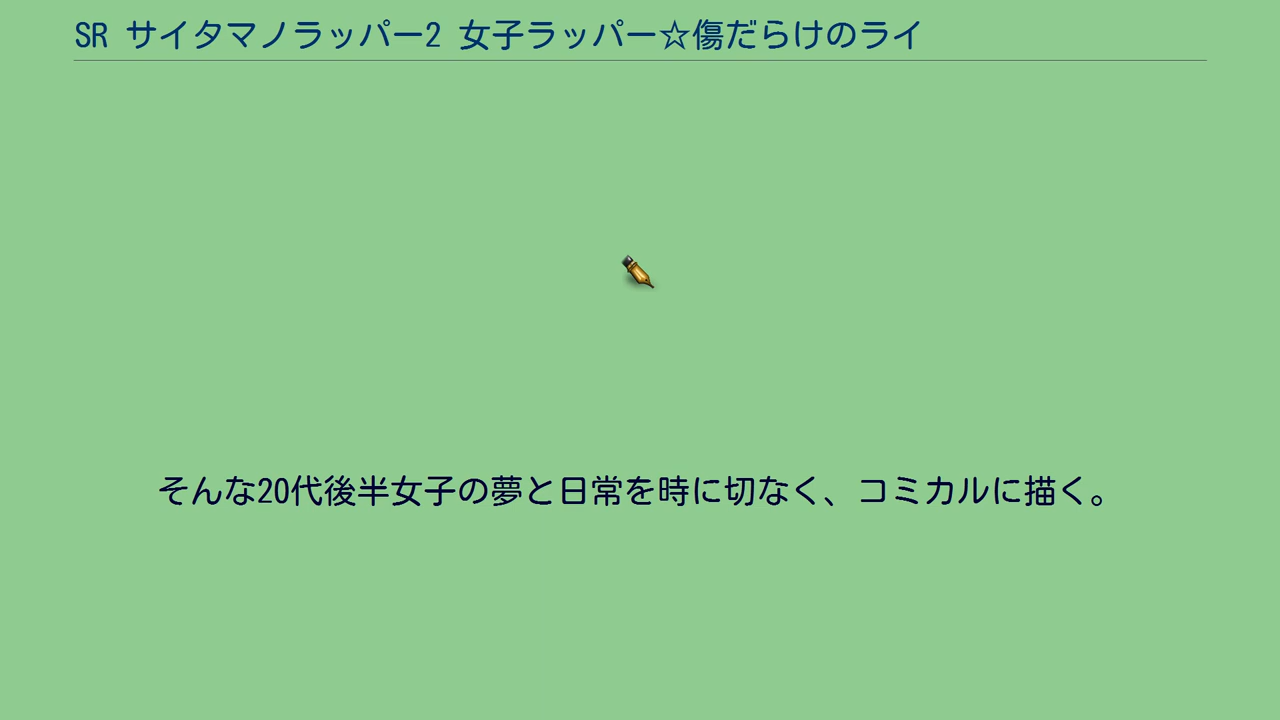 SR サイタマノラッパー2 女子ラッパー☆傷だらけのライ
そんな20代後半女子の夢と日常を時に切なく、コミカルに描く。